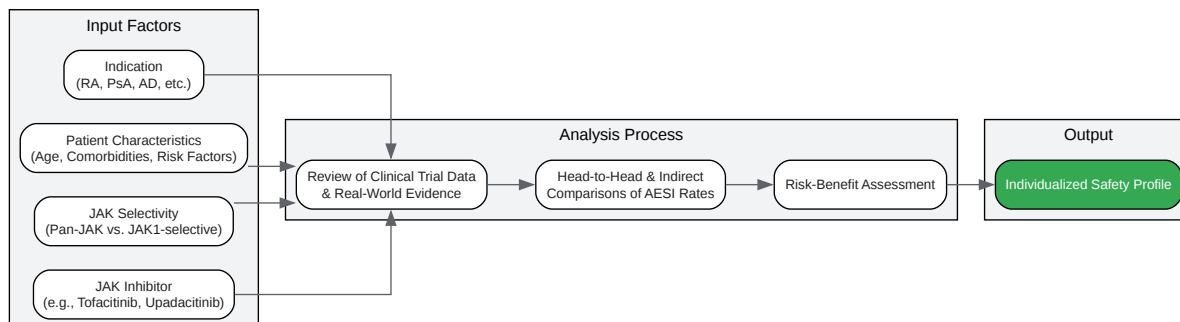 Input Factors
Indication
(RA, PsA, AD, etc.)
Patient Characteristics
(Age, Comorbidities, Risk Factors)
JAK Selectivity
(Pan-JAK vs. JAK1-selective)
JAK Inhibitor
(e.g., Tofacitinib, Upadacitinib)
Analysis Process
Review of Clinical Trial Data
& Real-World Evidence
Head-to-Head & Indirect
Comparisons of AESI Rates
Risk-Benefit Assessment
Output
Individualized Safety Profile